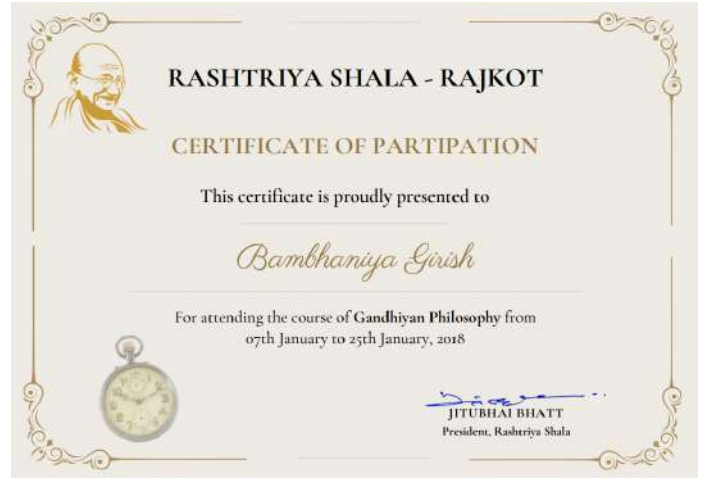 RASHTRIYA SHALA - RAJKOT
CERTIFICATE OF PARTIPATION
This certificate is proudly presented to
Bambhaniya Girish
For attending the course of Gandhiyan Philosophy from
07th January to 25th January, 2018
JITUBHAI BHATT
President, Rashtriya Shala